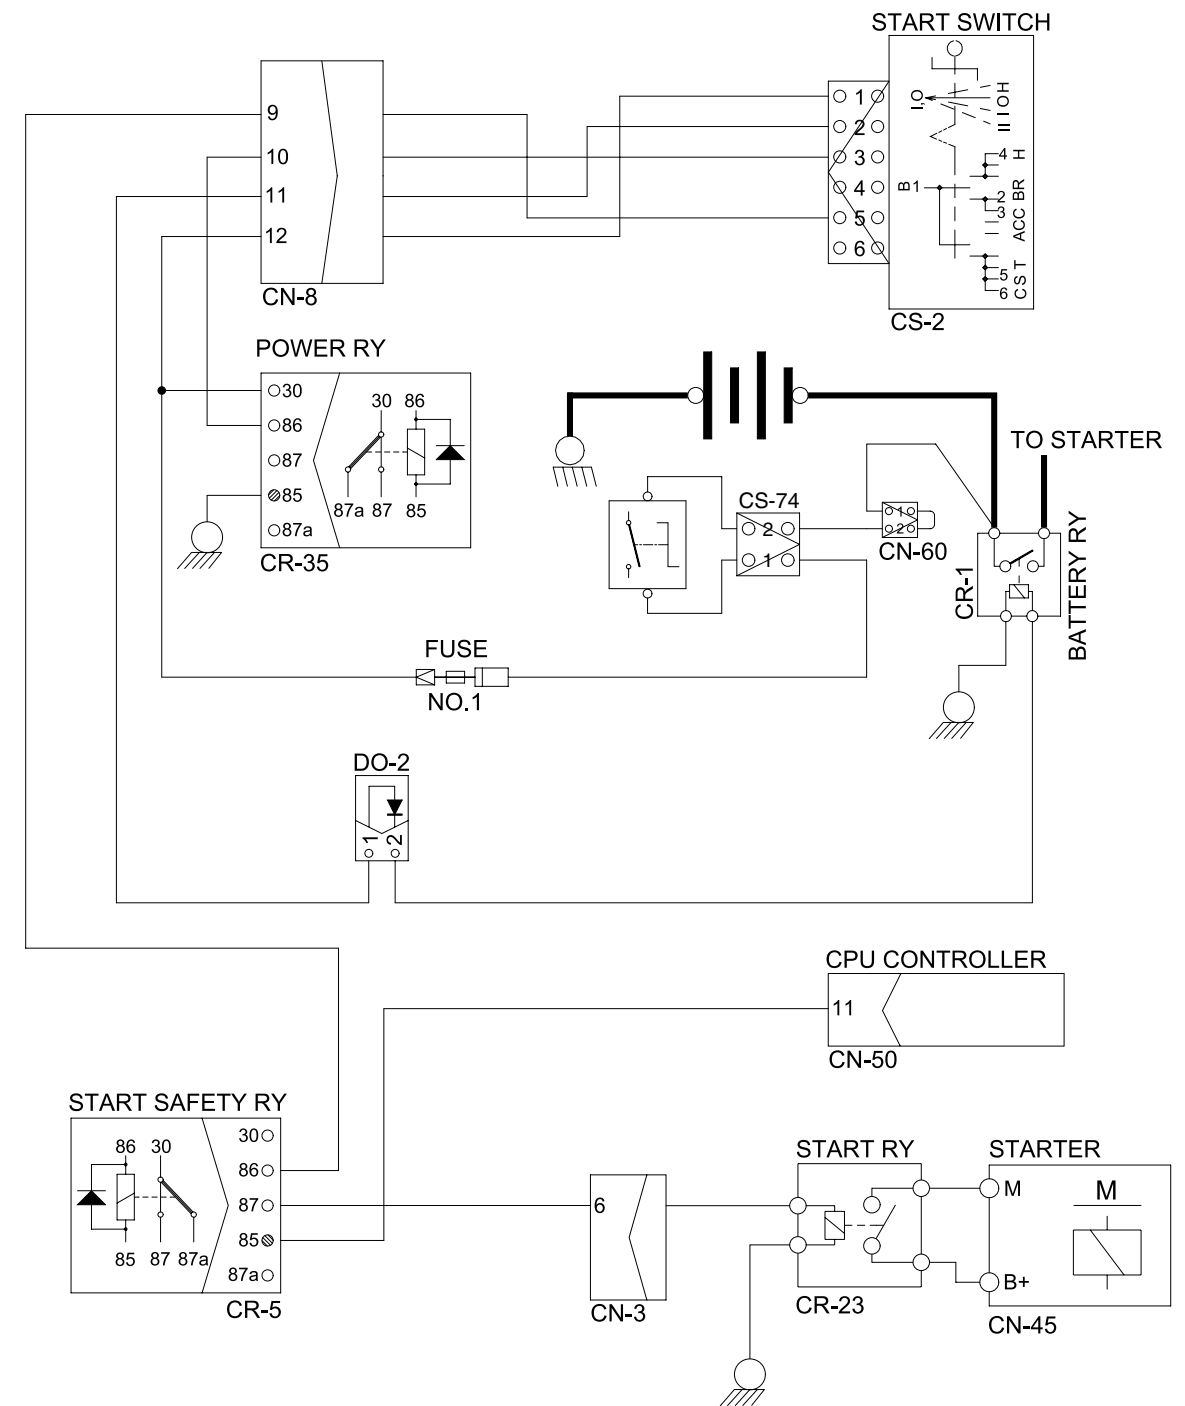 START SWITCH
9
10
11
12
CN-8
1
2
3
4
5
6
I,O
H
O
I
II
B1
4 H
BR
2
3
ACC
5
6
C S T
CS-2
POWER RY
30
86
87
85
87a
30 86
87a 87 85
CR-35
TO STARTER
CS-74
2
1
1
2
CN-60
CR-1
BATTERY RY
FUSE
NO.1
DO-2
1
2
CPU CONTROLLER
11
CN-50
START SAFETY RY
86 30
85 87 87a
30
86
87
85
87a
CR-5
6
CN-3
START RY
CR-23
STARTER
M
B+
M
CN-45